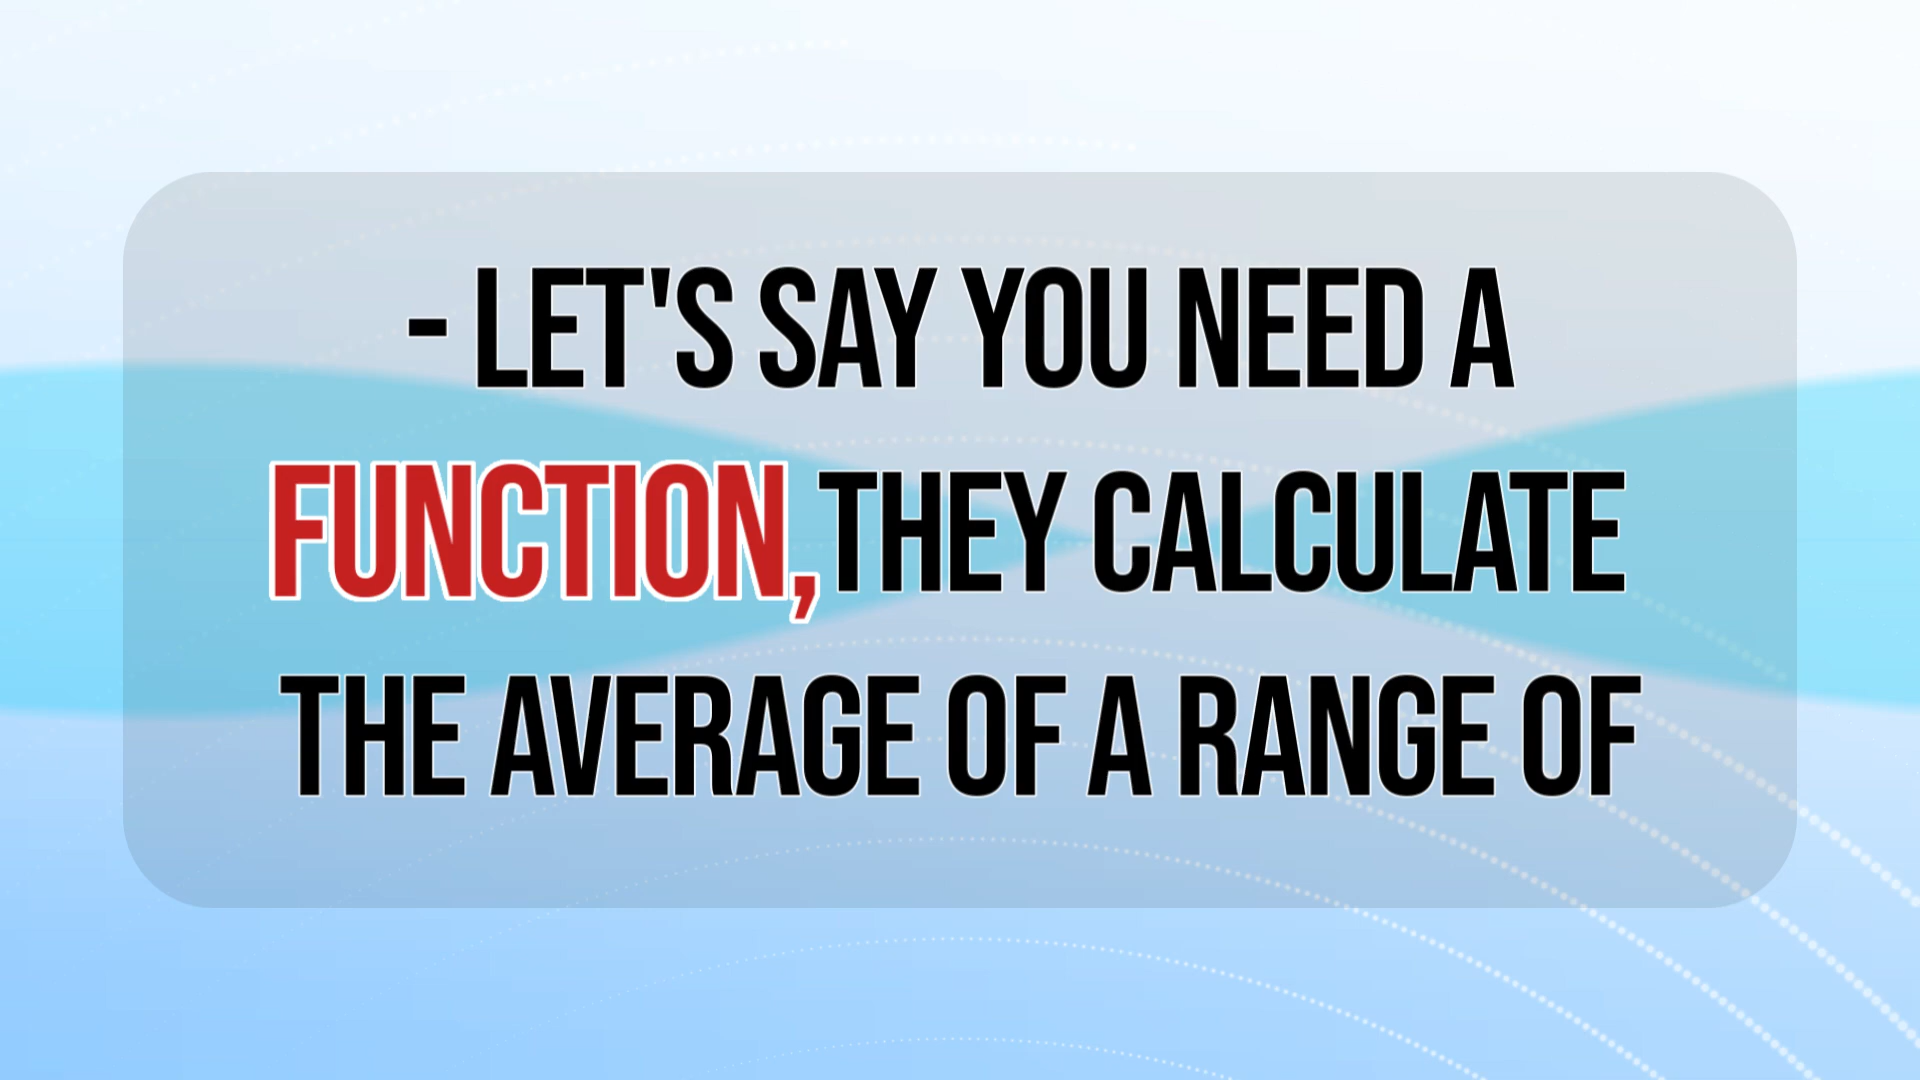 - LET'S SAY YOU NEED A
FUNCTION, THEY CALCULATE
THE AVERAGE OF A RANGE OF